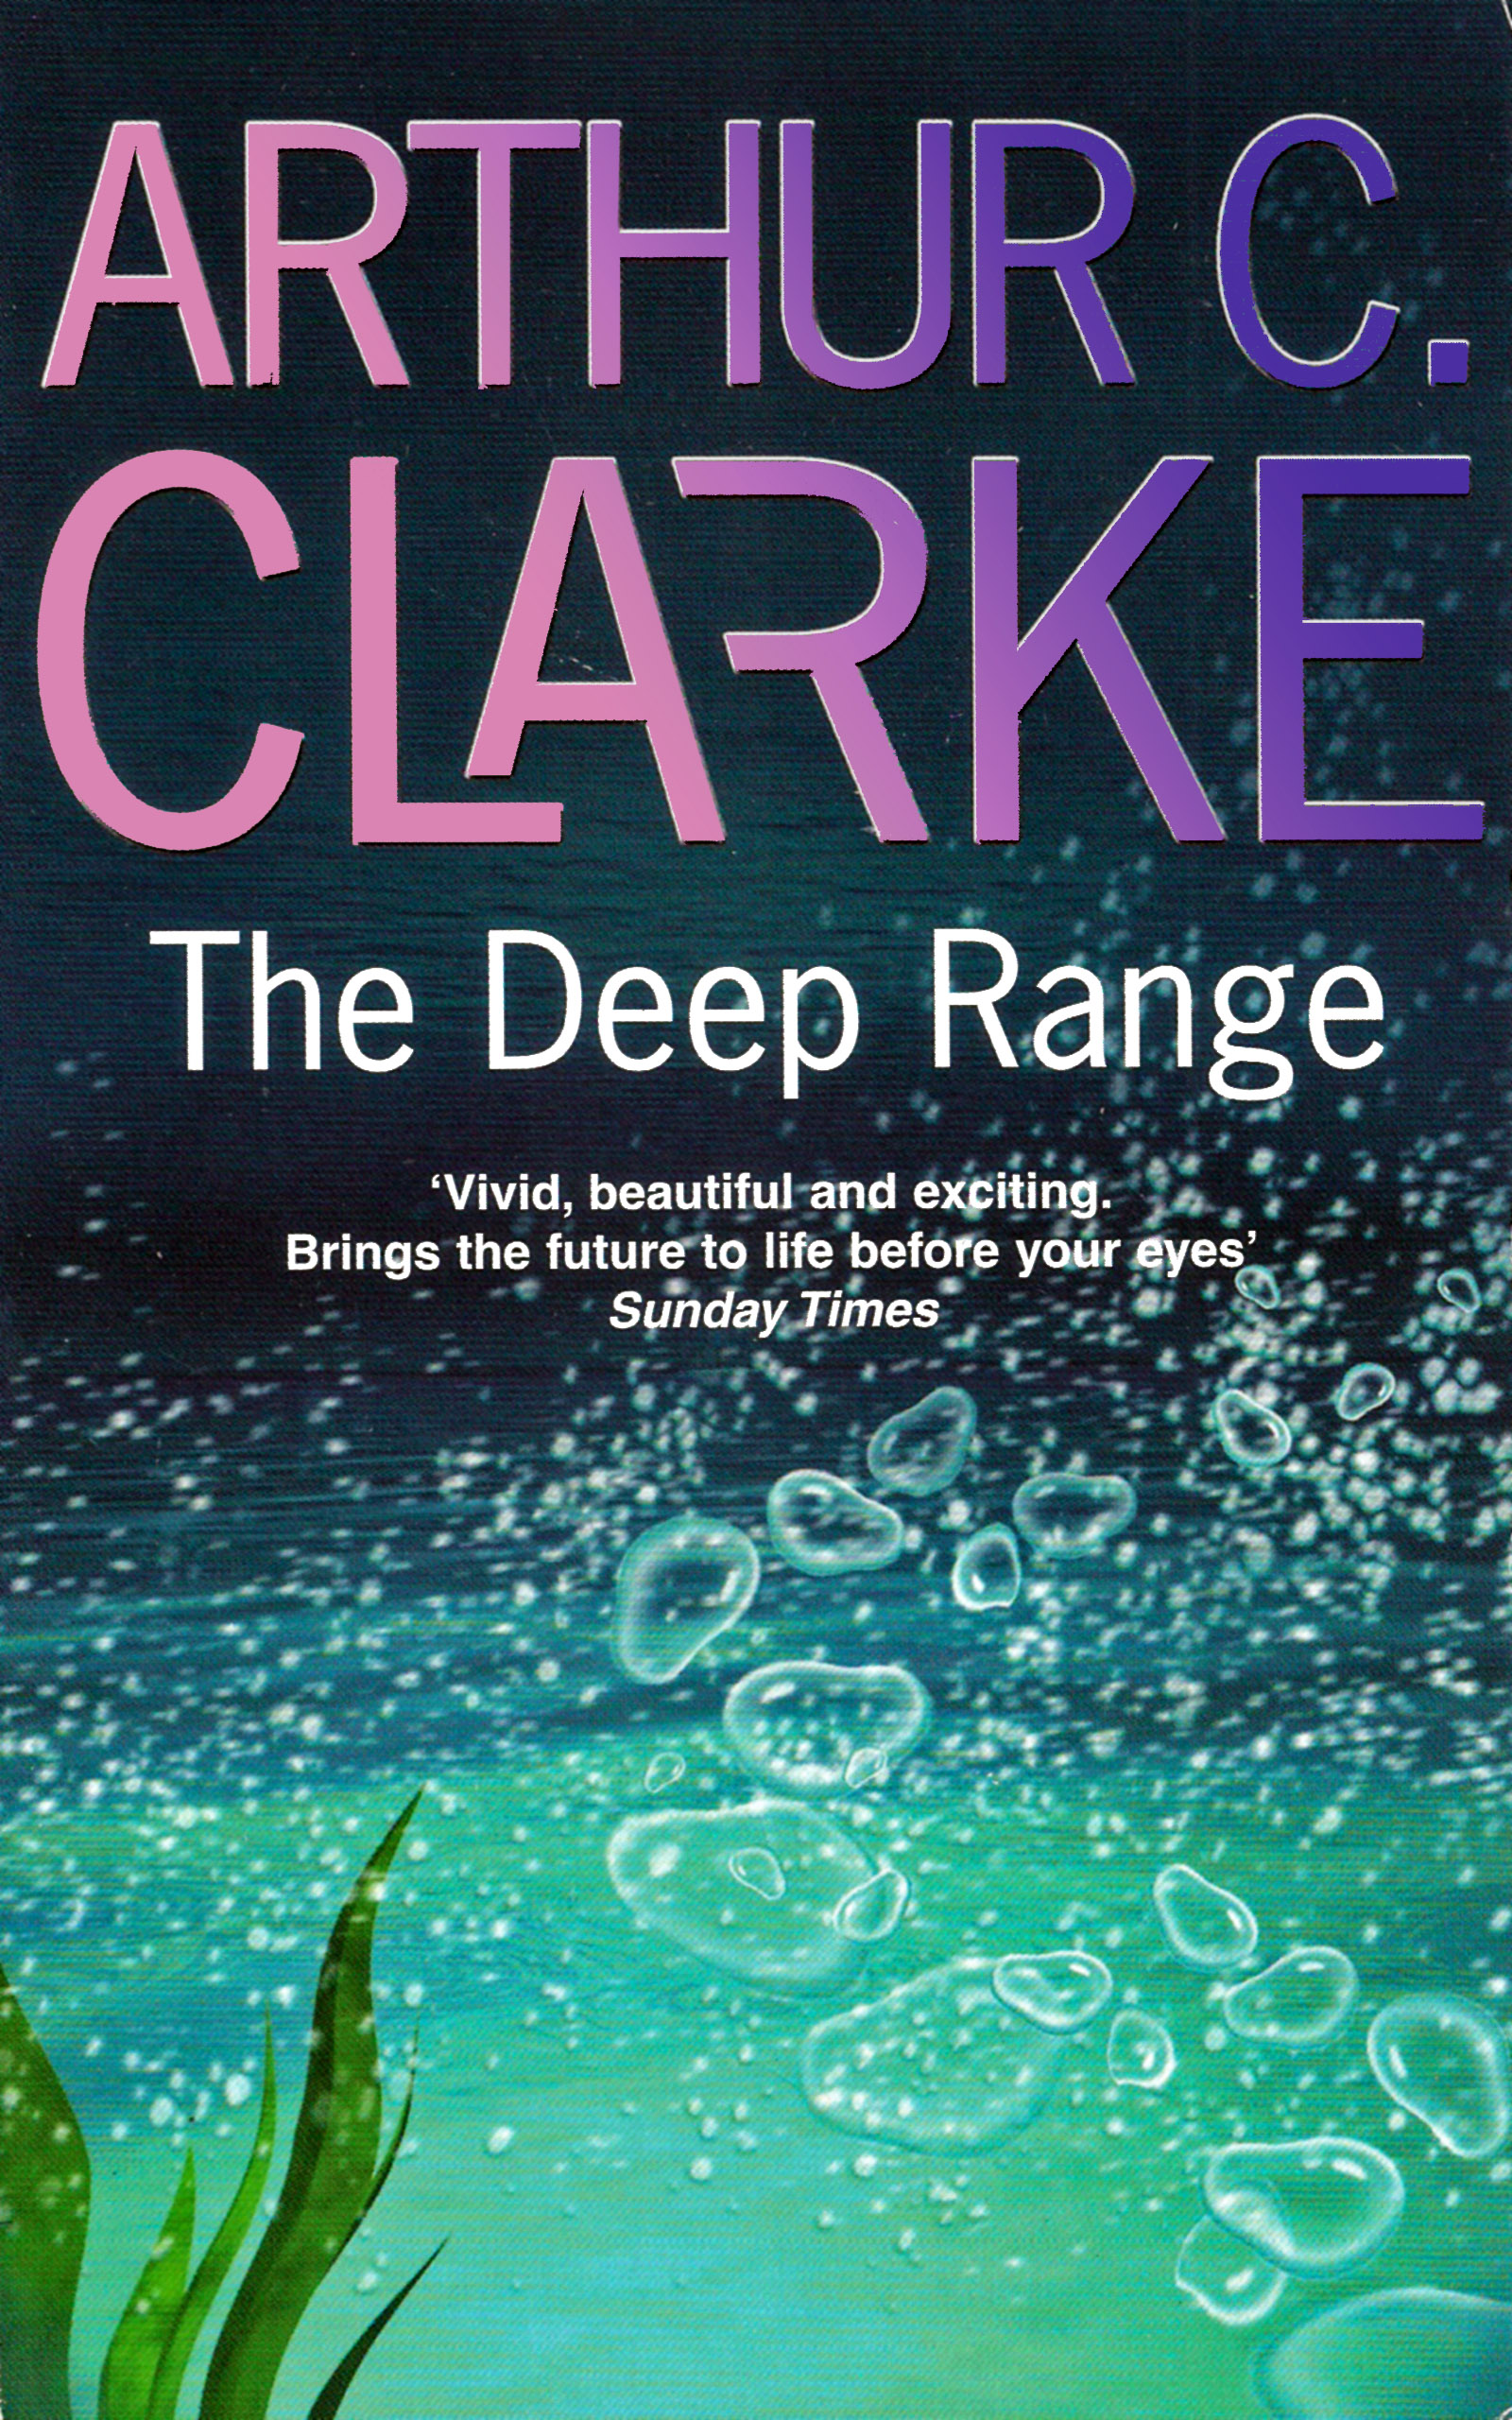 ARTHUR C.
CLARKE
The Deep Range
‘Vivid, beautiful and exciting.
Brings the future to life before your eyes’
Sunday Times